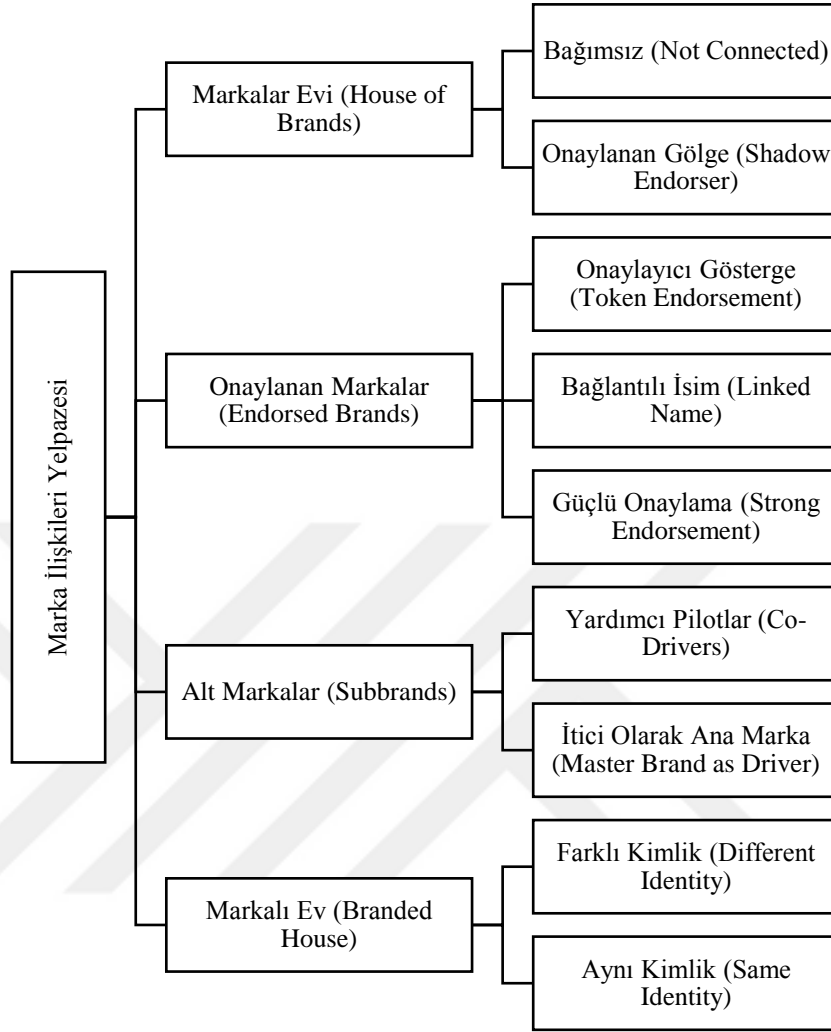 Marka İlişkileri Yelpazesi
Markalar Evi (House of
Brands)
Bağımsız (Not Connected)
Onaylanan Gölge (Shadow
Endorser)
Onaylanan Markalar
(Endorsed Brands)
Onaylayıcı Gösterge
(Token Endorsement)
Bağlantılı İsim (Linked
Name)
Güçlü Onaylama (Strong
Endorsement)
Alt Markalar (Subbrands)
Yardımcı Pilotlar (Co-
Drivers)
İtici Olarak Ana Marka
(Master Brand as Driver)
Markalı Ev (Branded
House)
Farklı Kimlik (Different
Identity)
Aynı Kimlik (Same
Identity)